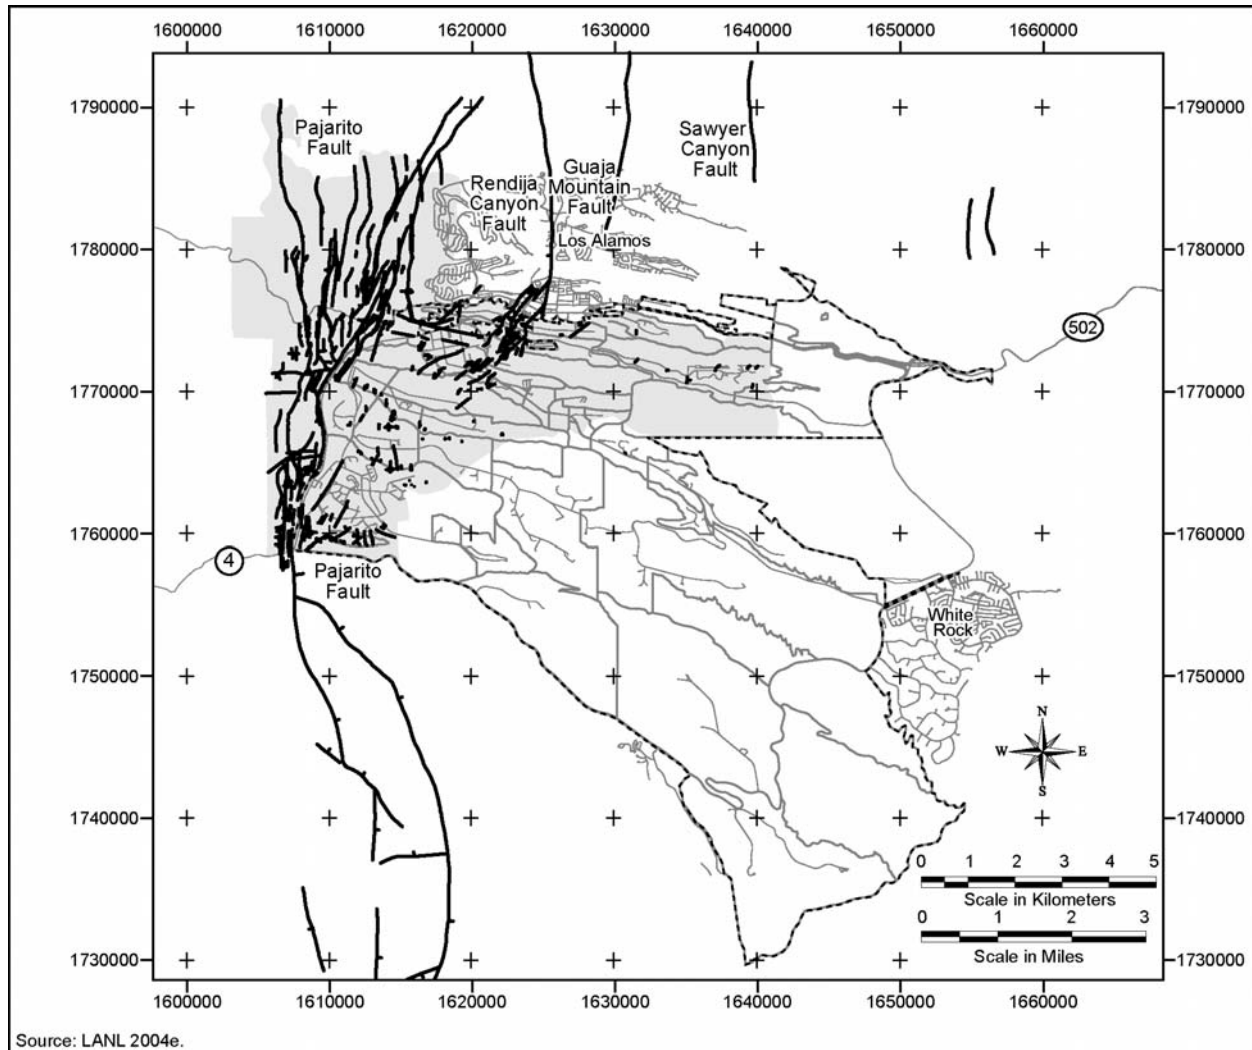 1600000 1610000 1620000 1630000 1640000 1650000 1660000
1790000 1790000
Pajarito
Fault
Sawyer
Canyon
Fault
Guaja
Mountain
Fault
Rendija
Canyon
Fault
Los Alamos
1780000 1780000
502
1770000 1770000
1760000 1760000
4
Pajarito
Fault
White
Rock
1750000 1750000
N
W E
S
1740000 1740000
0 1 2 3 4 5
Scale in Kilometers
0 1 2 3
Scale in Miles
1730000 1730000
1600000 1610000 1620000 1630000 1640000 1650000 1660000
Source: LANL 2004e.